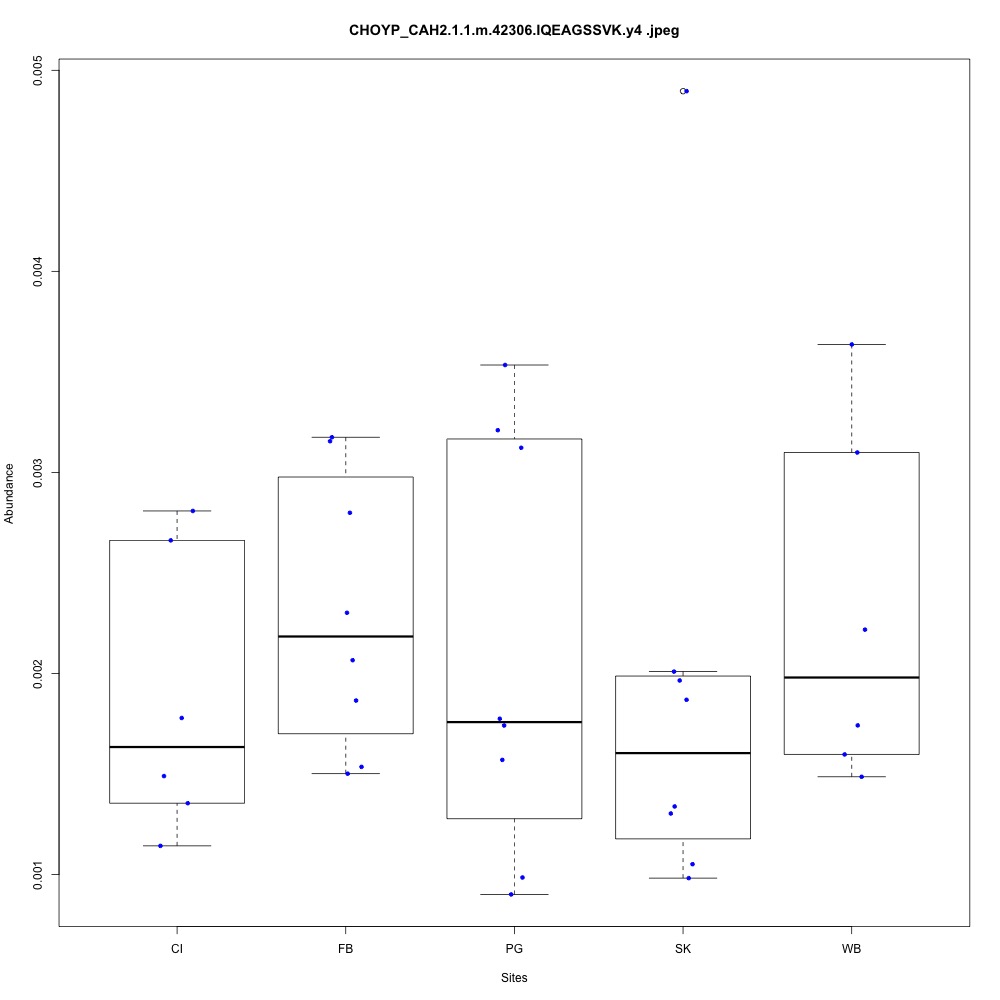 CHOYP_CAH2.1.1.m.42306.IQEAGSSVK.y4 .jpeg
0.005
0.004
0.003
0.002
0.001
Abundance
CI FB PG SK WB
Sites